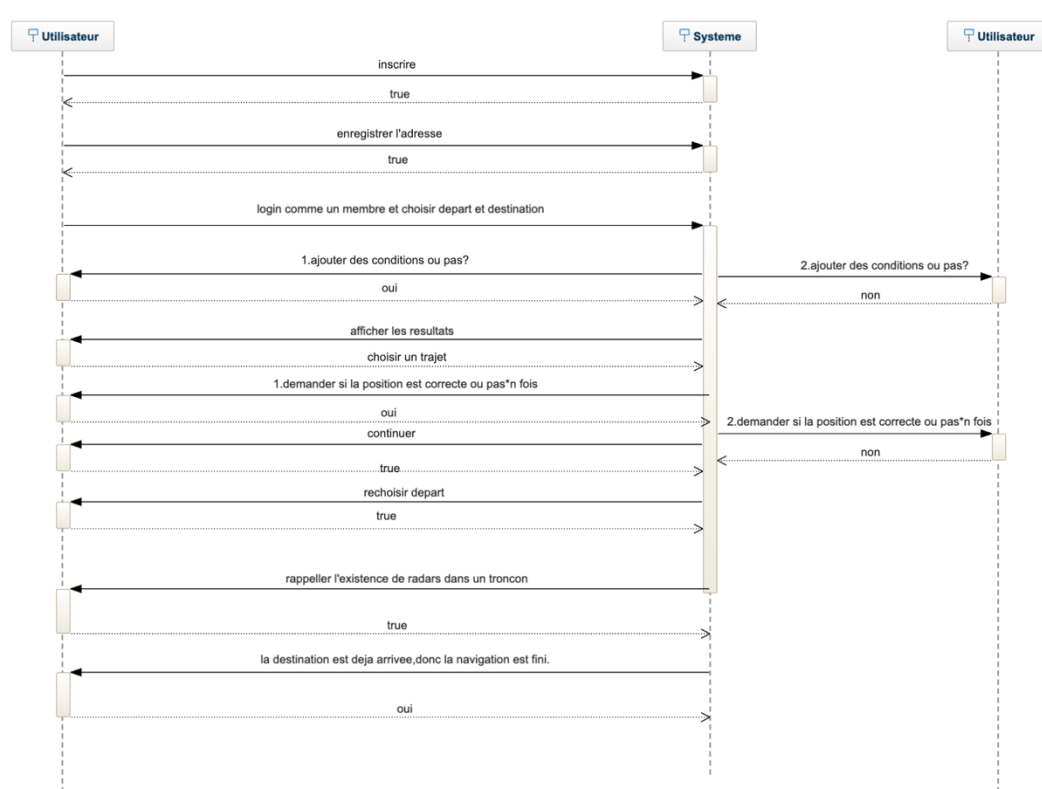 Utilisateur
Systeme
Utilisateur
inscrire
true
enregistrer l'adresse
true
login comme un membre et choisir depart et destination
1.ajouter des conditions ou pas?
2.ajouter des conditions ou pas?
oui
non
afficher les resultats
choisir un trajet
1.demander si la position est correcte ou pas*n fois
oui
2.demander si la position est correcte ou pas*n fois
continuer
non
true
rechoisir depart
true
rappeller l'existence de radars dans un troncon
true
la destination est deja arrivee,donc la navigation est fini.
oui